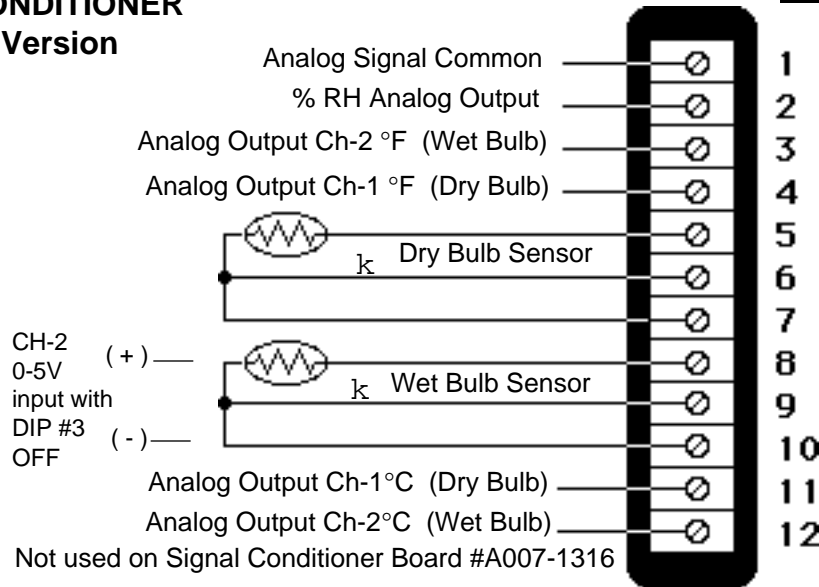 ONDITIONER
Version
Analog Signal Common 1
% RH Analog Output 2
Analog Output Ch-2 °F (Wet Bulb) 3
Analog Output Ch-1 °F (Dry Bulb) 4
5
k Dry Bulb Sensor
6
7
CH-2
0-5V
input with
DIP #3
OFF
( + )
( - )
8
k Wet Bulb Sensor
9
10
Analog Output Ch-1°C (Dry Bulb) 11
Analog Output Ch-2°C (Wet Bulb) 12
Not used on Signal Conditioner Board #A007-1316